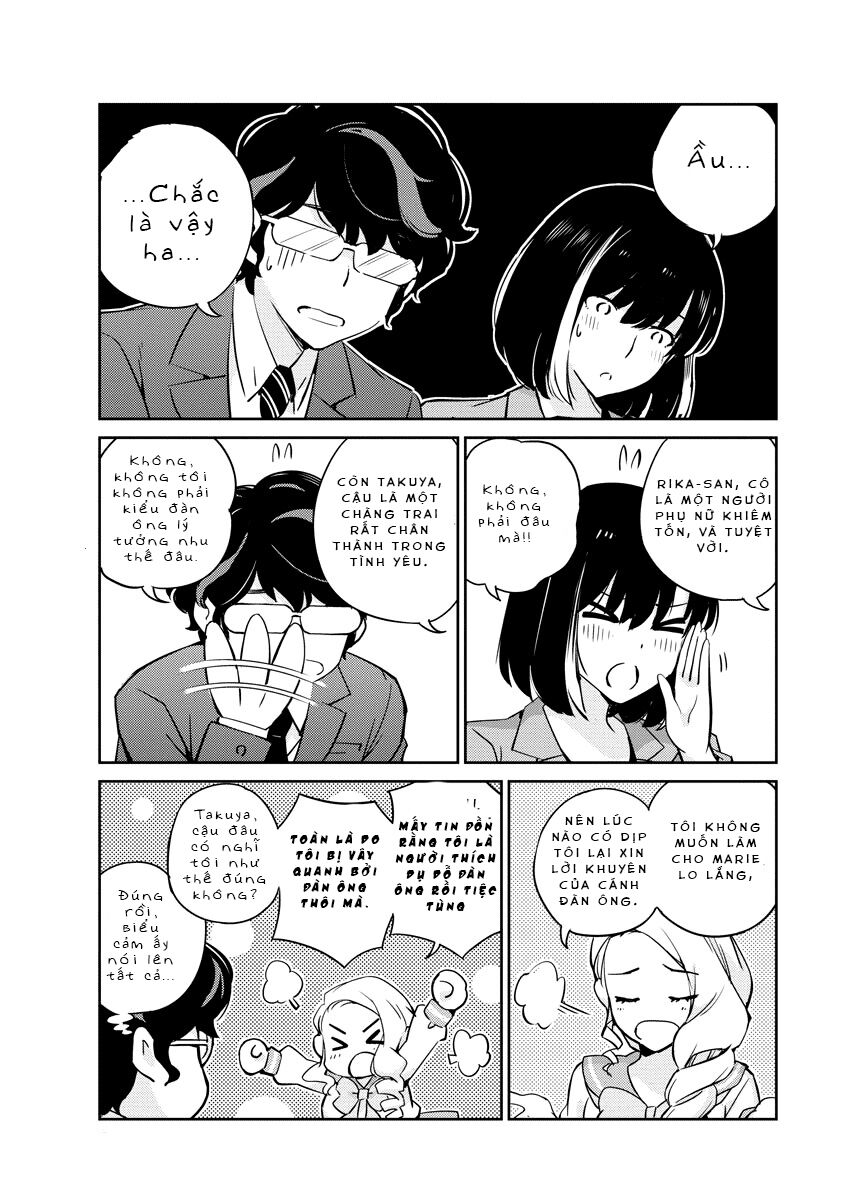 Ầu...
...Chắc
là vậy
ha...
RIKA-SAN, CÔ
LÀ MỘT NGƯỜI
PHỤ NỮ KHIÊM
TỐN, VÀ TUYỆT
VỜI.
Không,
không
phải đâu
mà!!
CÒN TAKUYA,
CẬU LÀ MỘT
CHÀNG TRAI
RẤT CHÂN
THÀNH TRONG
TÌNH YÊU.
Không,
không tôi
không phải
kiểu đàn
ông lý
tưởng như
thế đâu.
TÔI KHÔNG
MUỐN LÀM
CHO MARIE
LO LẮNG,
NÊN LÚC
NÀO CÓ DỊP
TÔI LẠI XIN
LỜI KHUYÊN
CỦA CÁNH
ĐÀN ÔNG.
MẤY TIN ĐỒN
RẰNG TÔI LÀ
NGƯỜI THÍCH
DỤ DỖ ĐÀN
ÔNG RỒI TIỆC
TÙNG
TOÀN LÀ DO
TÔI BỊ VÂY
QUANH BỞI
ĐÀN ÔNG
THÔI MÀ.
Takuya,
cậu đâu
có nghĩ
tôi như
thế đúng
không?
Đúng
rồi,
biểu
cảm ấy
nói lên
tất cả...